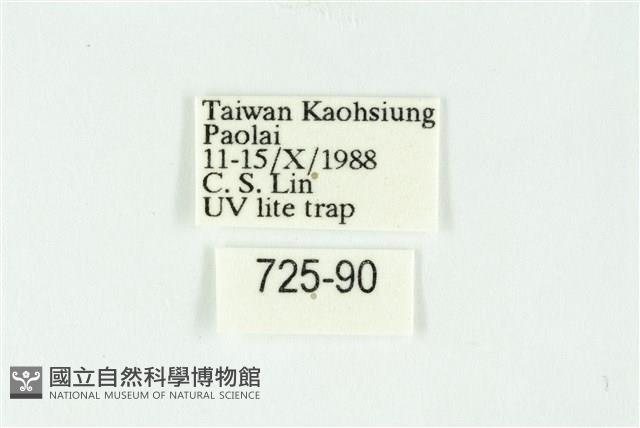 Taiwan Kaohsiung
Paolai
11-15/X/1988
C. S. Lin
UV lite trap
725-90
國立自然科學博物館
NATIONAL MUSEUM OF NATURAL SCIENCE